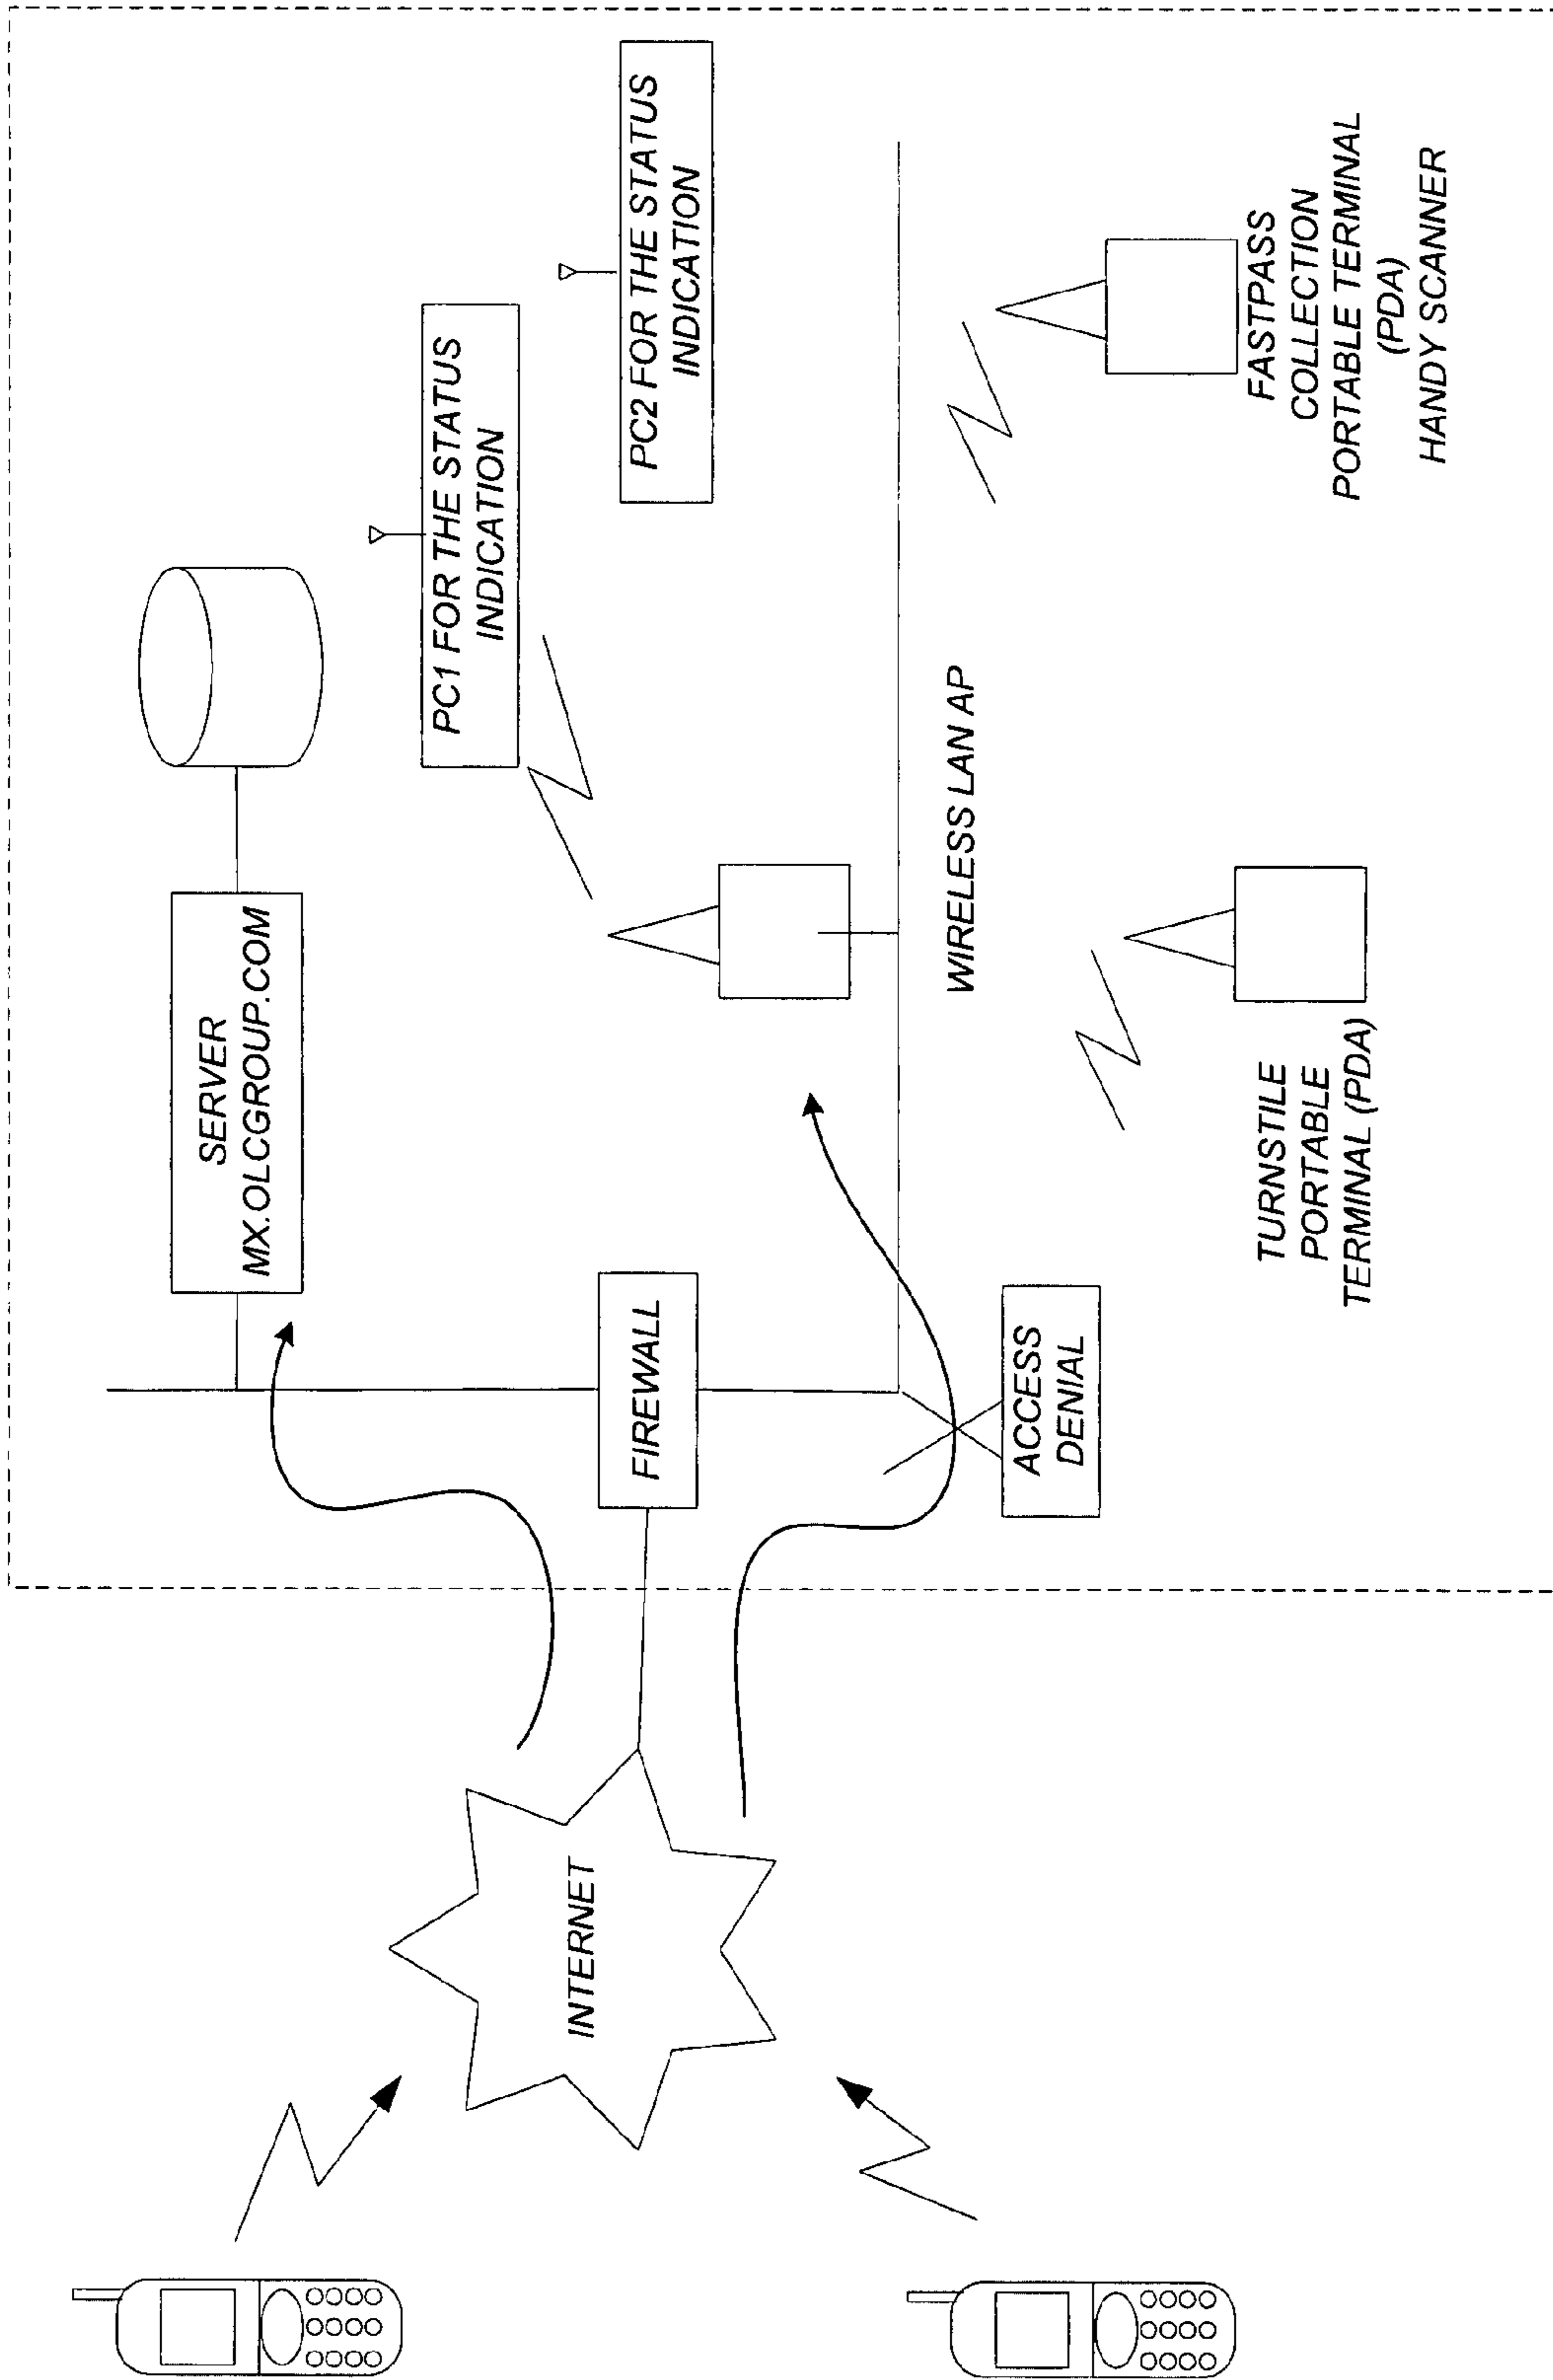 SERVER
MX.OLCGROUP.COM
PC1 FOR THE STATUS
INDICATION
PC2 FOR THE STATUS
INDICATION
INTERNET
FIREWALL
WIRELESS LAN AP
ACCESS
DENIAL
TURNSTILE
PORTABLE
TERMINAL (PDA)
FASTPASS
COLLECTION
PORTABLE TERMINAL
(PDA)
HANDY SCANNER